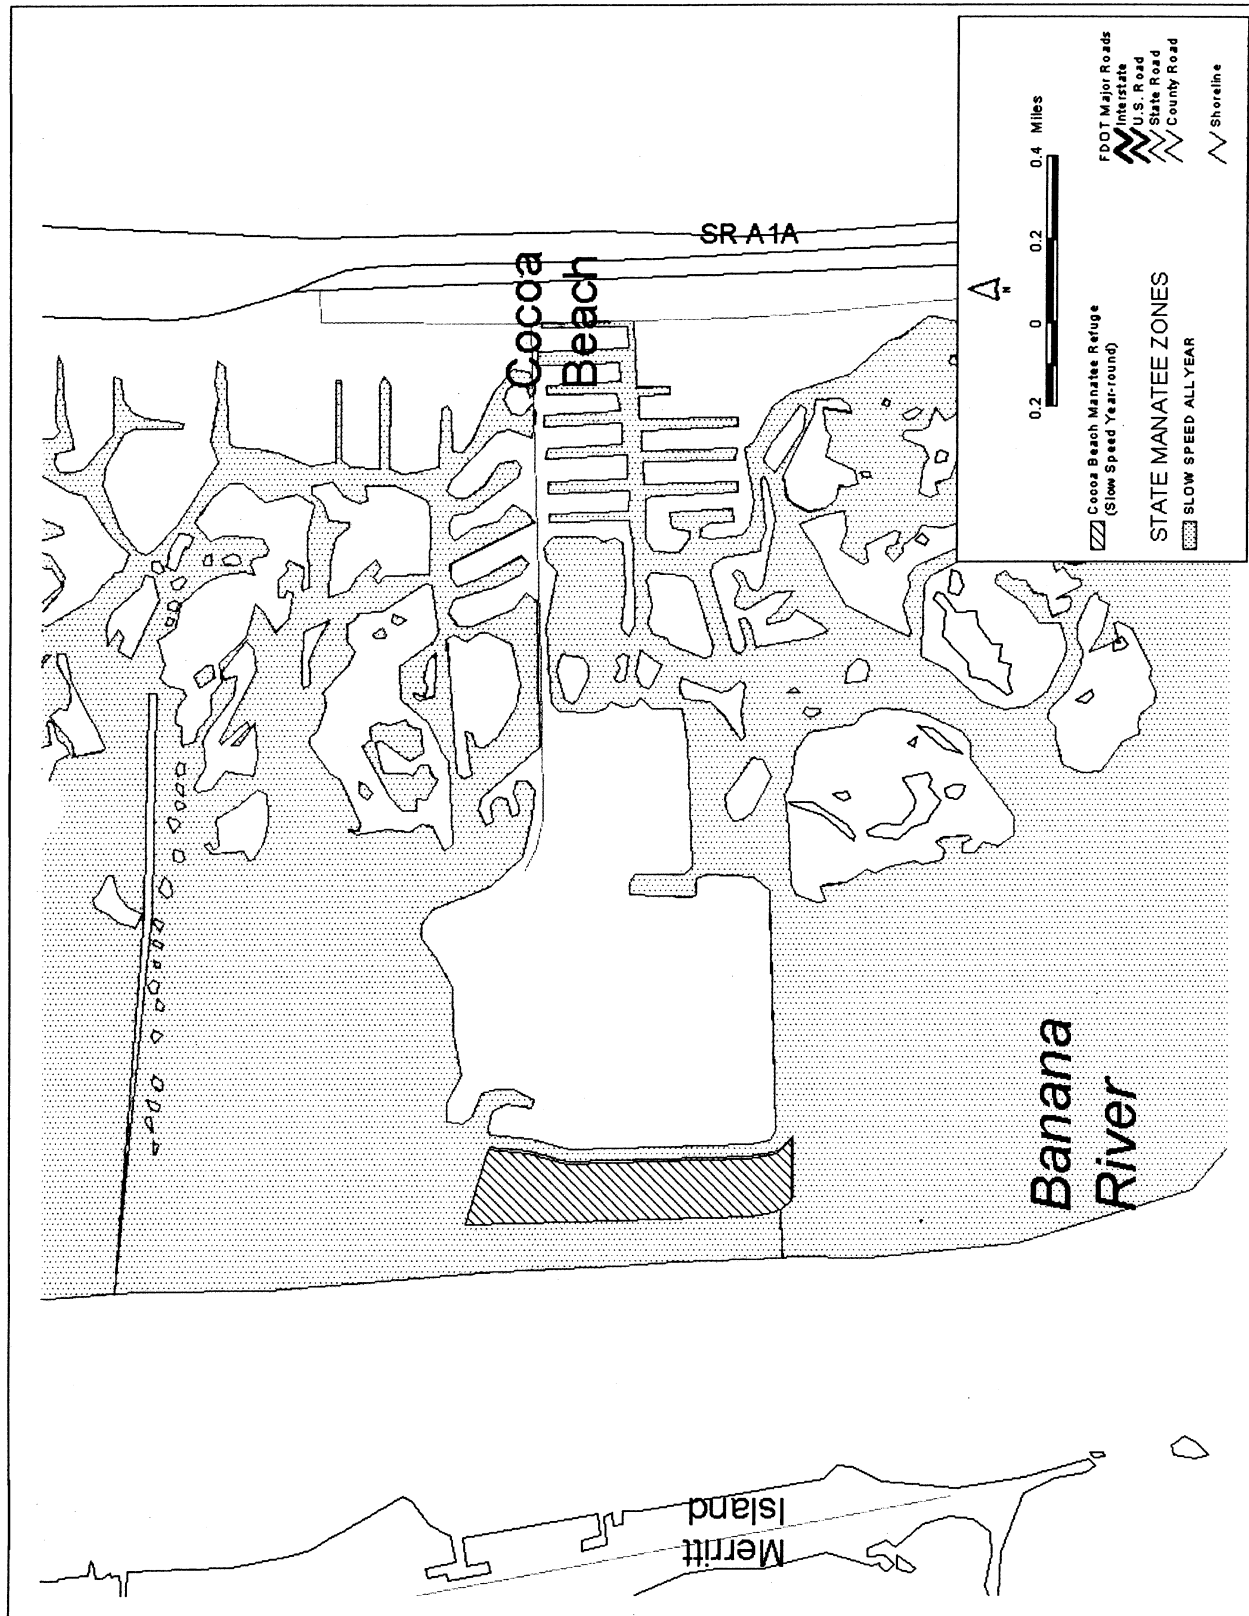 Cocoa
Beach
SR A1A
Banana
River
Merritt
Island
N
0.2 0 0.2 0.4 Miles
Cocoa Beach Manatee Refuge
(Slow Speed Year-round)
STATE MANATEE ZONES
SLOW SPEED ALL YEAR
FDOT Major Roads
Interstate
U.S. Road
State Road
County Road
Shoreline